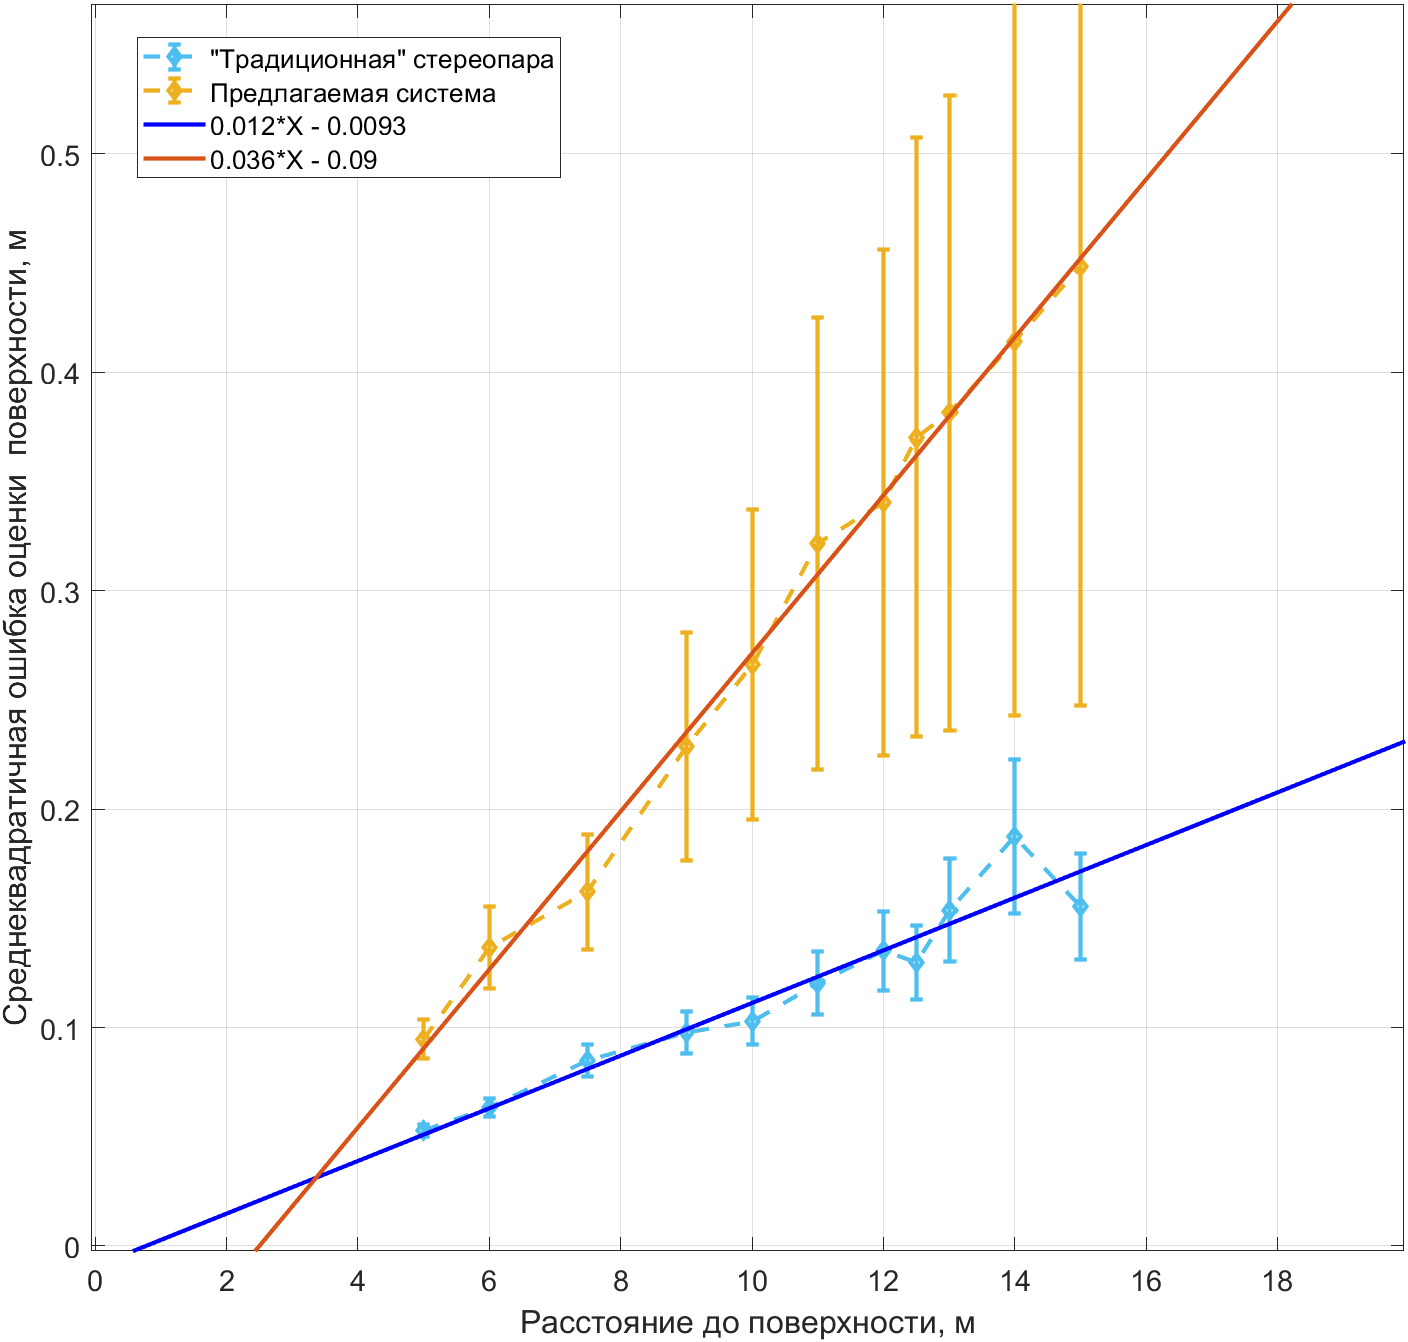 "Традиционная" стереопара
Предлагаемая система
0.012*X - 0.0093
0.036*X - 0.09
Среднеквадратичная ошибка оценки поверхности, м
0.5
0.4
0.3
0.2
0.1
0
0 2 4 6 8 10 12 14 16 18
Расстояние до поверхности, м